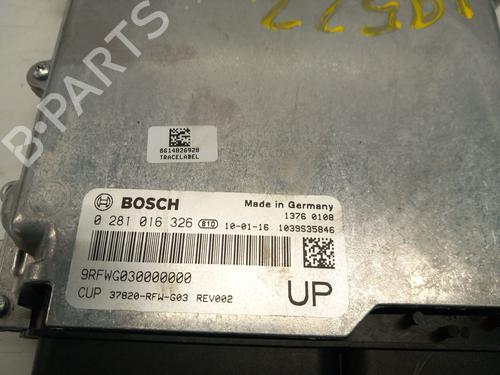 8614826928
TRACELABEL
BOSCH
Made in Germany
0 281 016 326 810 10-01-16
1376 0108
1039S35846
9RFWG030000000
CUP 37820-RFW-G03 REV002
UP
B-PARTS